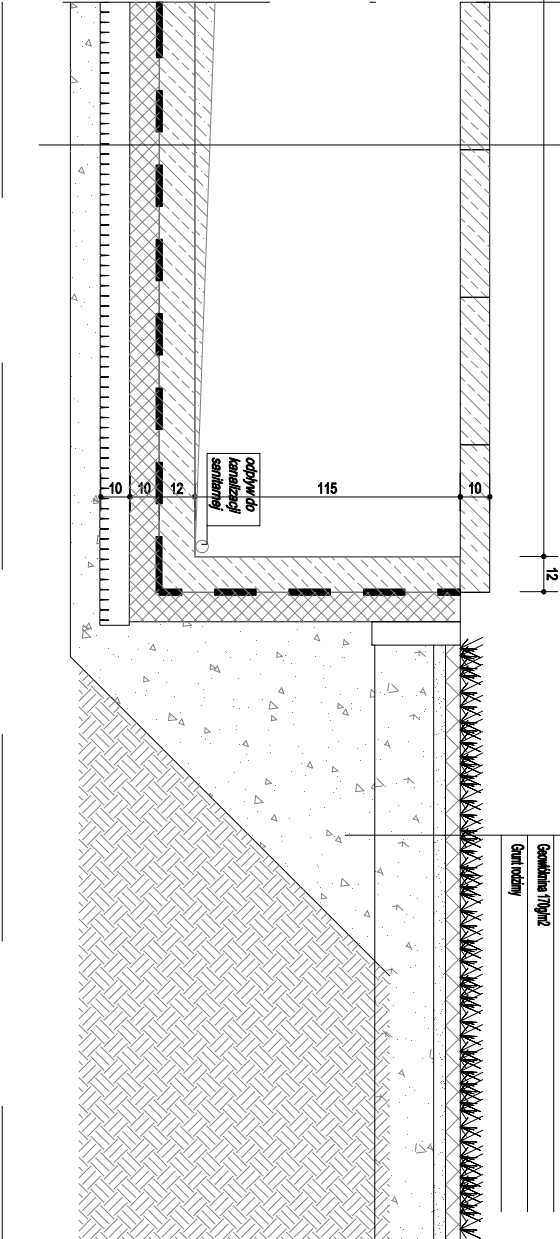 10
10
12
115
10
12
odpływ do
kanalizacji
sanitarnej
Geowłóknina 170g/m2
Grunt rodzimy